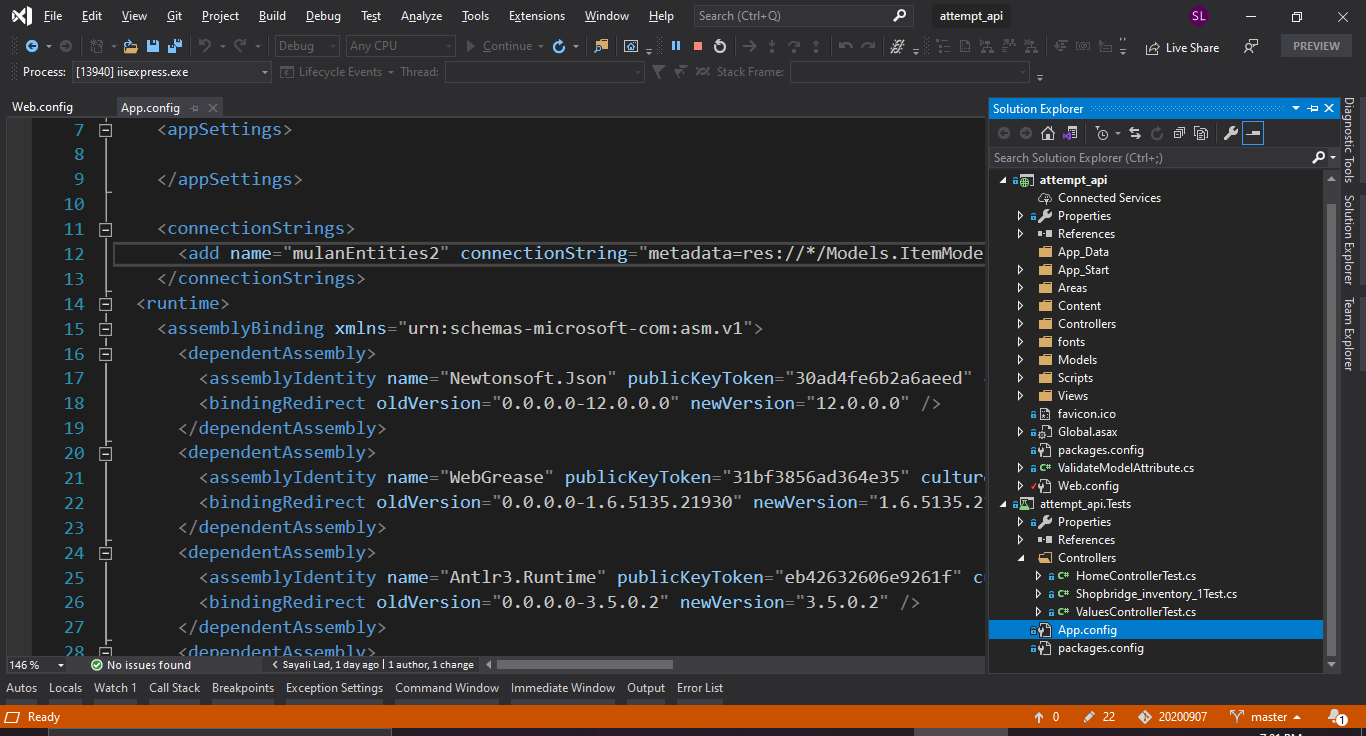 File Edit View Git Project Build Debug Test Analyze Tools Extensions Window Help Search (Ctrl+Q) attempt_api SL
Debug Any CPU Continue Live Share PREVIEW
Process: [13940] iisexpress.exe Lifecycle Events Thread: Stack Frame:
Web.config App.config
7 <appSettings>
8
9 </appSettings>
10
11 <connectionStrings>
12 <add name="mulanEntities2" connectionString="metadata=res://*/Models.ItemMode
13 </connectionStrings>
14 <runtime>
15 <assemblyBinding xmlns="urn:schemas-microsoft-com:asm.v1">
16 <dependentAssembly>
17 <assemblyIdentity name="Newtonsoft.Json" publicKeyToken="30ad4fe6b2a6aeed"
18 <bindingRedirect oldVersion="0.0.0.0-12.0.0.0" newVersion="12.0.0.0" />
19 </dependentAssembly>
20 <dependentAssembly>
21 <assemblyIdentity name="WebGrease" publicKeyToken="31bf3856ad364e35" culture
22 <bindingRedirect oldVersion="0.0.0.0-1.6.5135.21930" newVersion="1.6.5135.2
23 </dependentAssembly>
24 <dependentAssembly>
25 <assemblyIdentity name="Antlr3.Runtime" publicKeyToken="eb42632606e9261f" c
26 <bindingRedirect oldVersion="0.0.0.0-3.5.0.2" newVersion="3.5.0.2" />
27 </dependentAssembly>
28 <dependentAssembly>
146 % No issues found Sayali Lad, 1 day ago | 1 author, 1 change
Solution Explorer
Search Solution Explorer (Ctrl+;)
attempt_api
Connected Services
Properties
References
App_Data
App_Start
Areas
Content
Controllers
fonts
Models
Scripts
Views
favicon.ico
Global.asax
packages.config
C# ValidateModelAttribute.cs
Web.config
attempt_api.Tests
Properties
References
Controllers
C# HomeControllerTest.cs
C# Shopbridge_inventory_1Test.cs
C# ValuesControllerTest.cs
App.config
packages.config
Diagnostic Tools
Solution Explorer
Team Explorer
Autos Locals Watch 1 Call Stack Breakpoints Exception Settings Command Window Immediate Window Output Error List
Ready 0 22 20200907 master 1